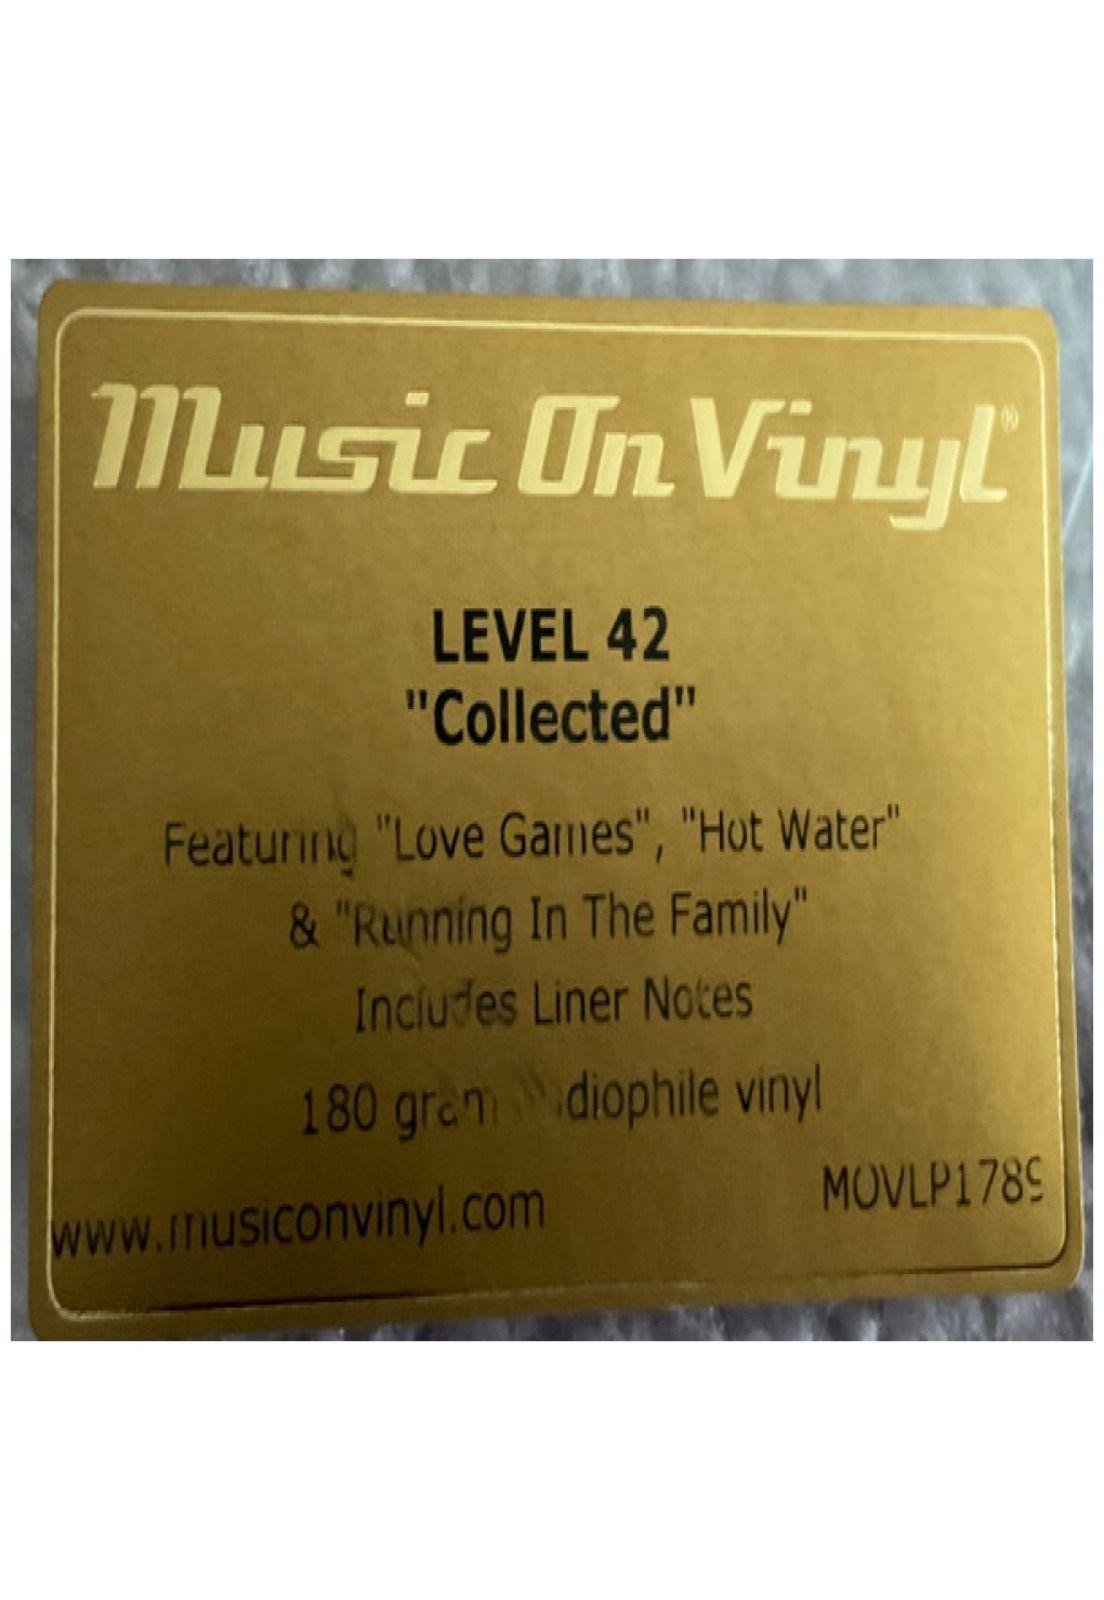 Music On Vinyl®
LEVEL 42
"Collected"
Featuring "Love Games", "Hot Water"
& "Running In The Family"
Includes Liner Notes
180 gram audiophile vinyl
www.musiconvinyl.com
MOVLP1789